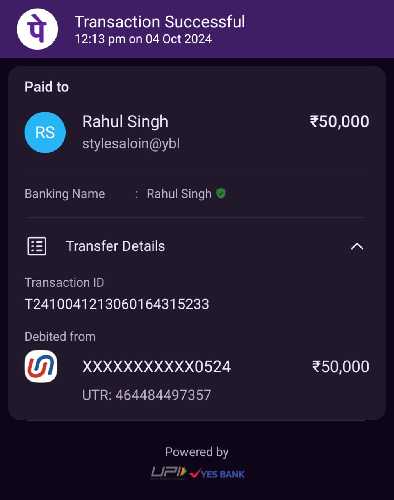 पे
Transaction Successful
12:13 pm on 04 Oct 2024
Paid to
RS
Rahul Singh
₹50,000
stylesaloin@ybl
Banking Name : Rahul Singh
Transfer Details
Transaction ID
T2410041213060164315233
Debited from
XXXXXXXXXXX0524
₹50,000
UTR: 464484497357
Powered by
UPI YES BANK